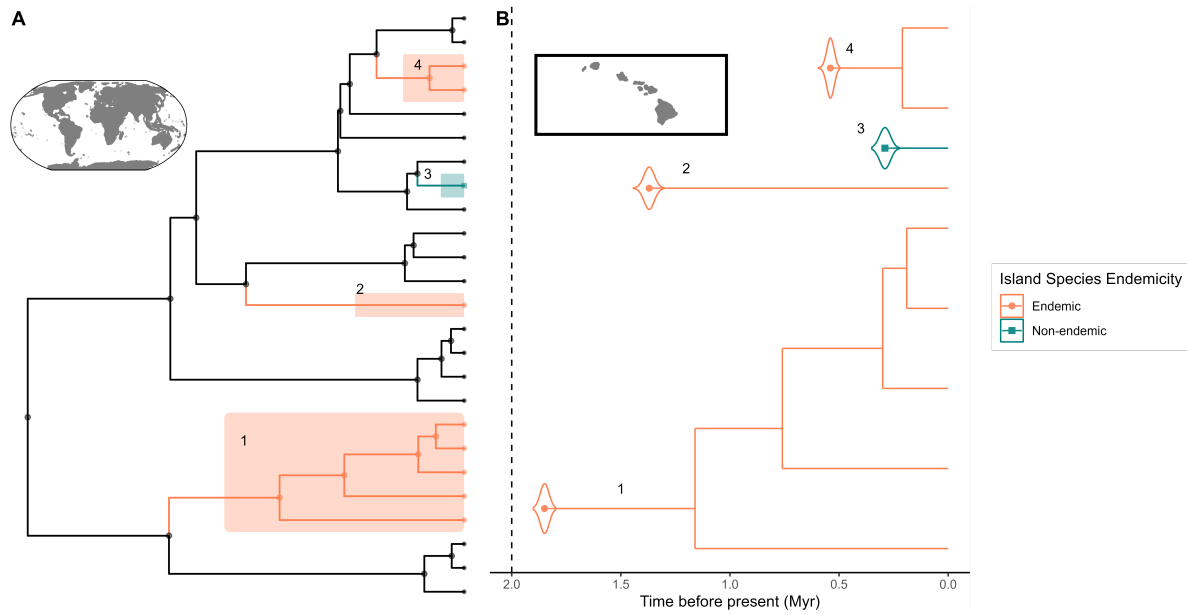 A
B
4
3
2
1
4
3
2
1
Island Species Endemicity
Endemic
Non-endemic
2.0 1.5 1.0 0.5 0.0
Time before present (Myr)